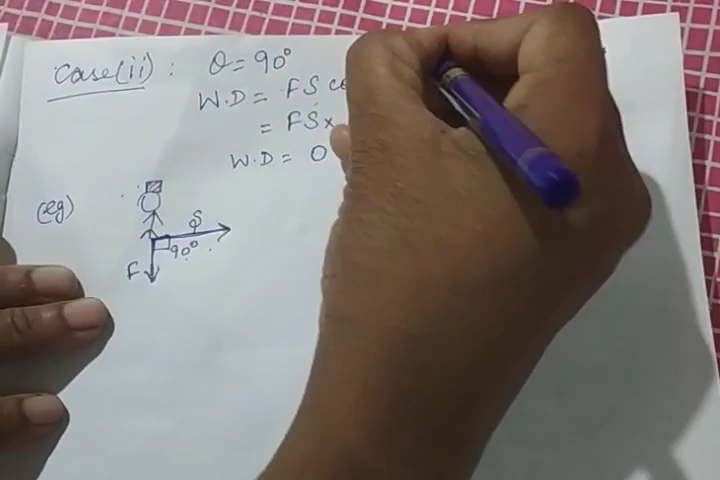 Case(ii) : θ = 90°
W.D = FS
= FS×
W.D = 0
(eg)
S
90°
F